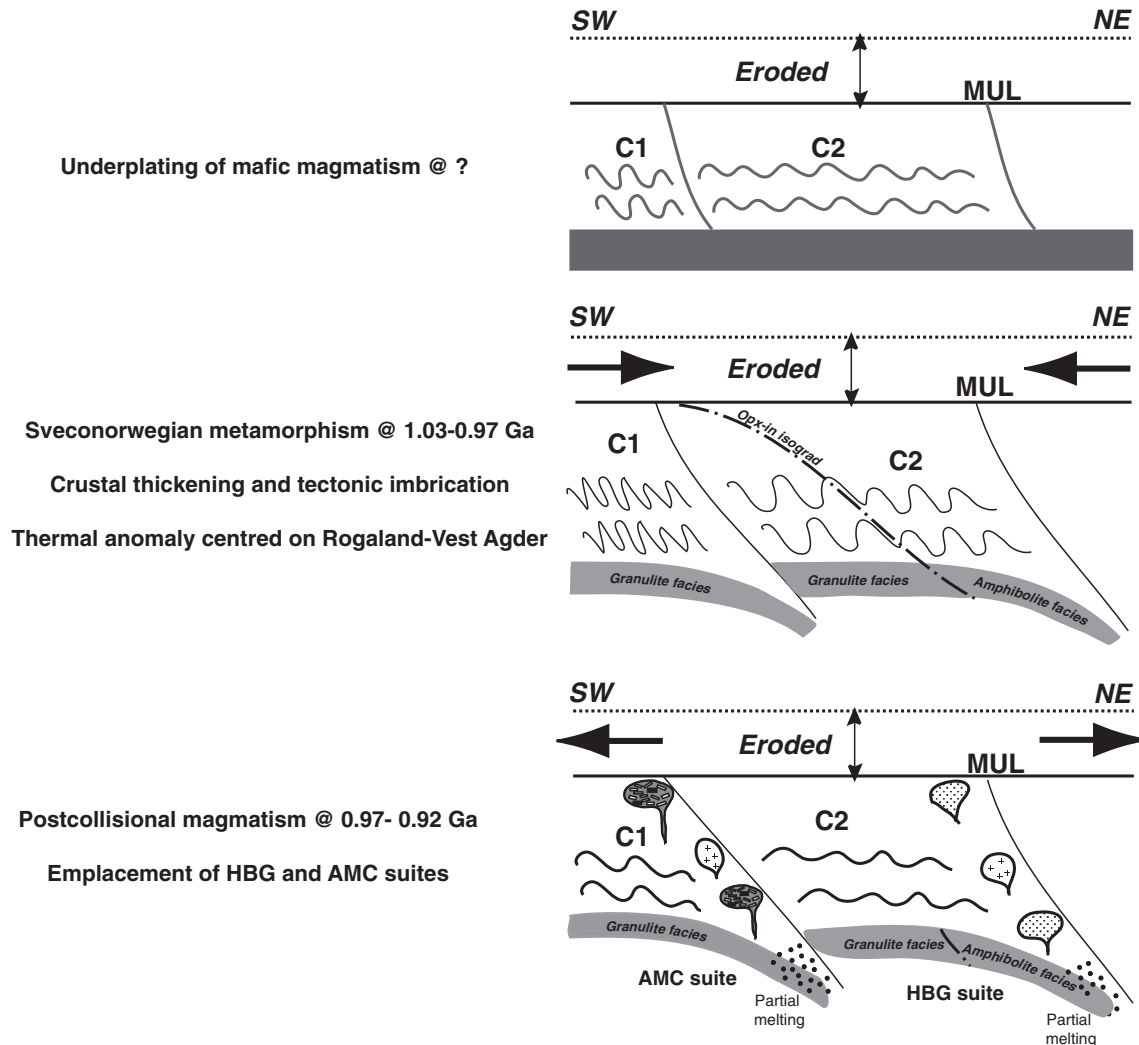 SW
NE
Eroded
MUL
Underplating of mafic magmatism @ ?
C1
C2
SW
NE
Eroded
MUL
Opx-in isograd
Sveconorwegian metamorphism @ 1.03-0.97 Ga
C1
C2
Crustal thickening and tectonic imbrication
Thermal anomaly centred on Rogaland-Vest Agder
Granulite facies
Granulite facies
Amphibolite facies
SW
NE
Eroded
MUL
Postcollisional magmatism @ 0.97- 0.92 Ga
C1
C2
Emplacement of HBG and AMC suites
Granulite facies
Granulite facies
Amphibolite facies
AMC suite
HBG suite
Partial
melting
Partial
melting